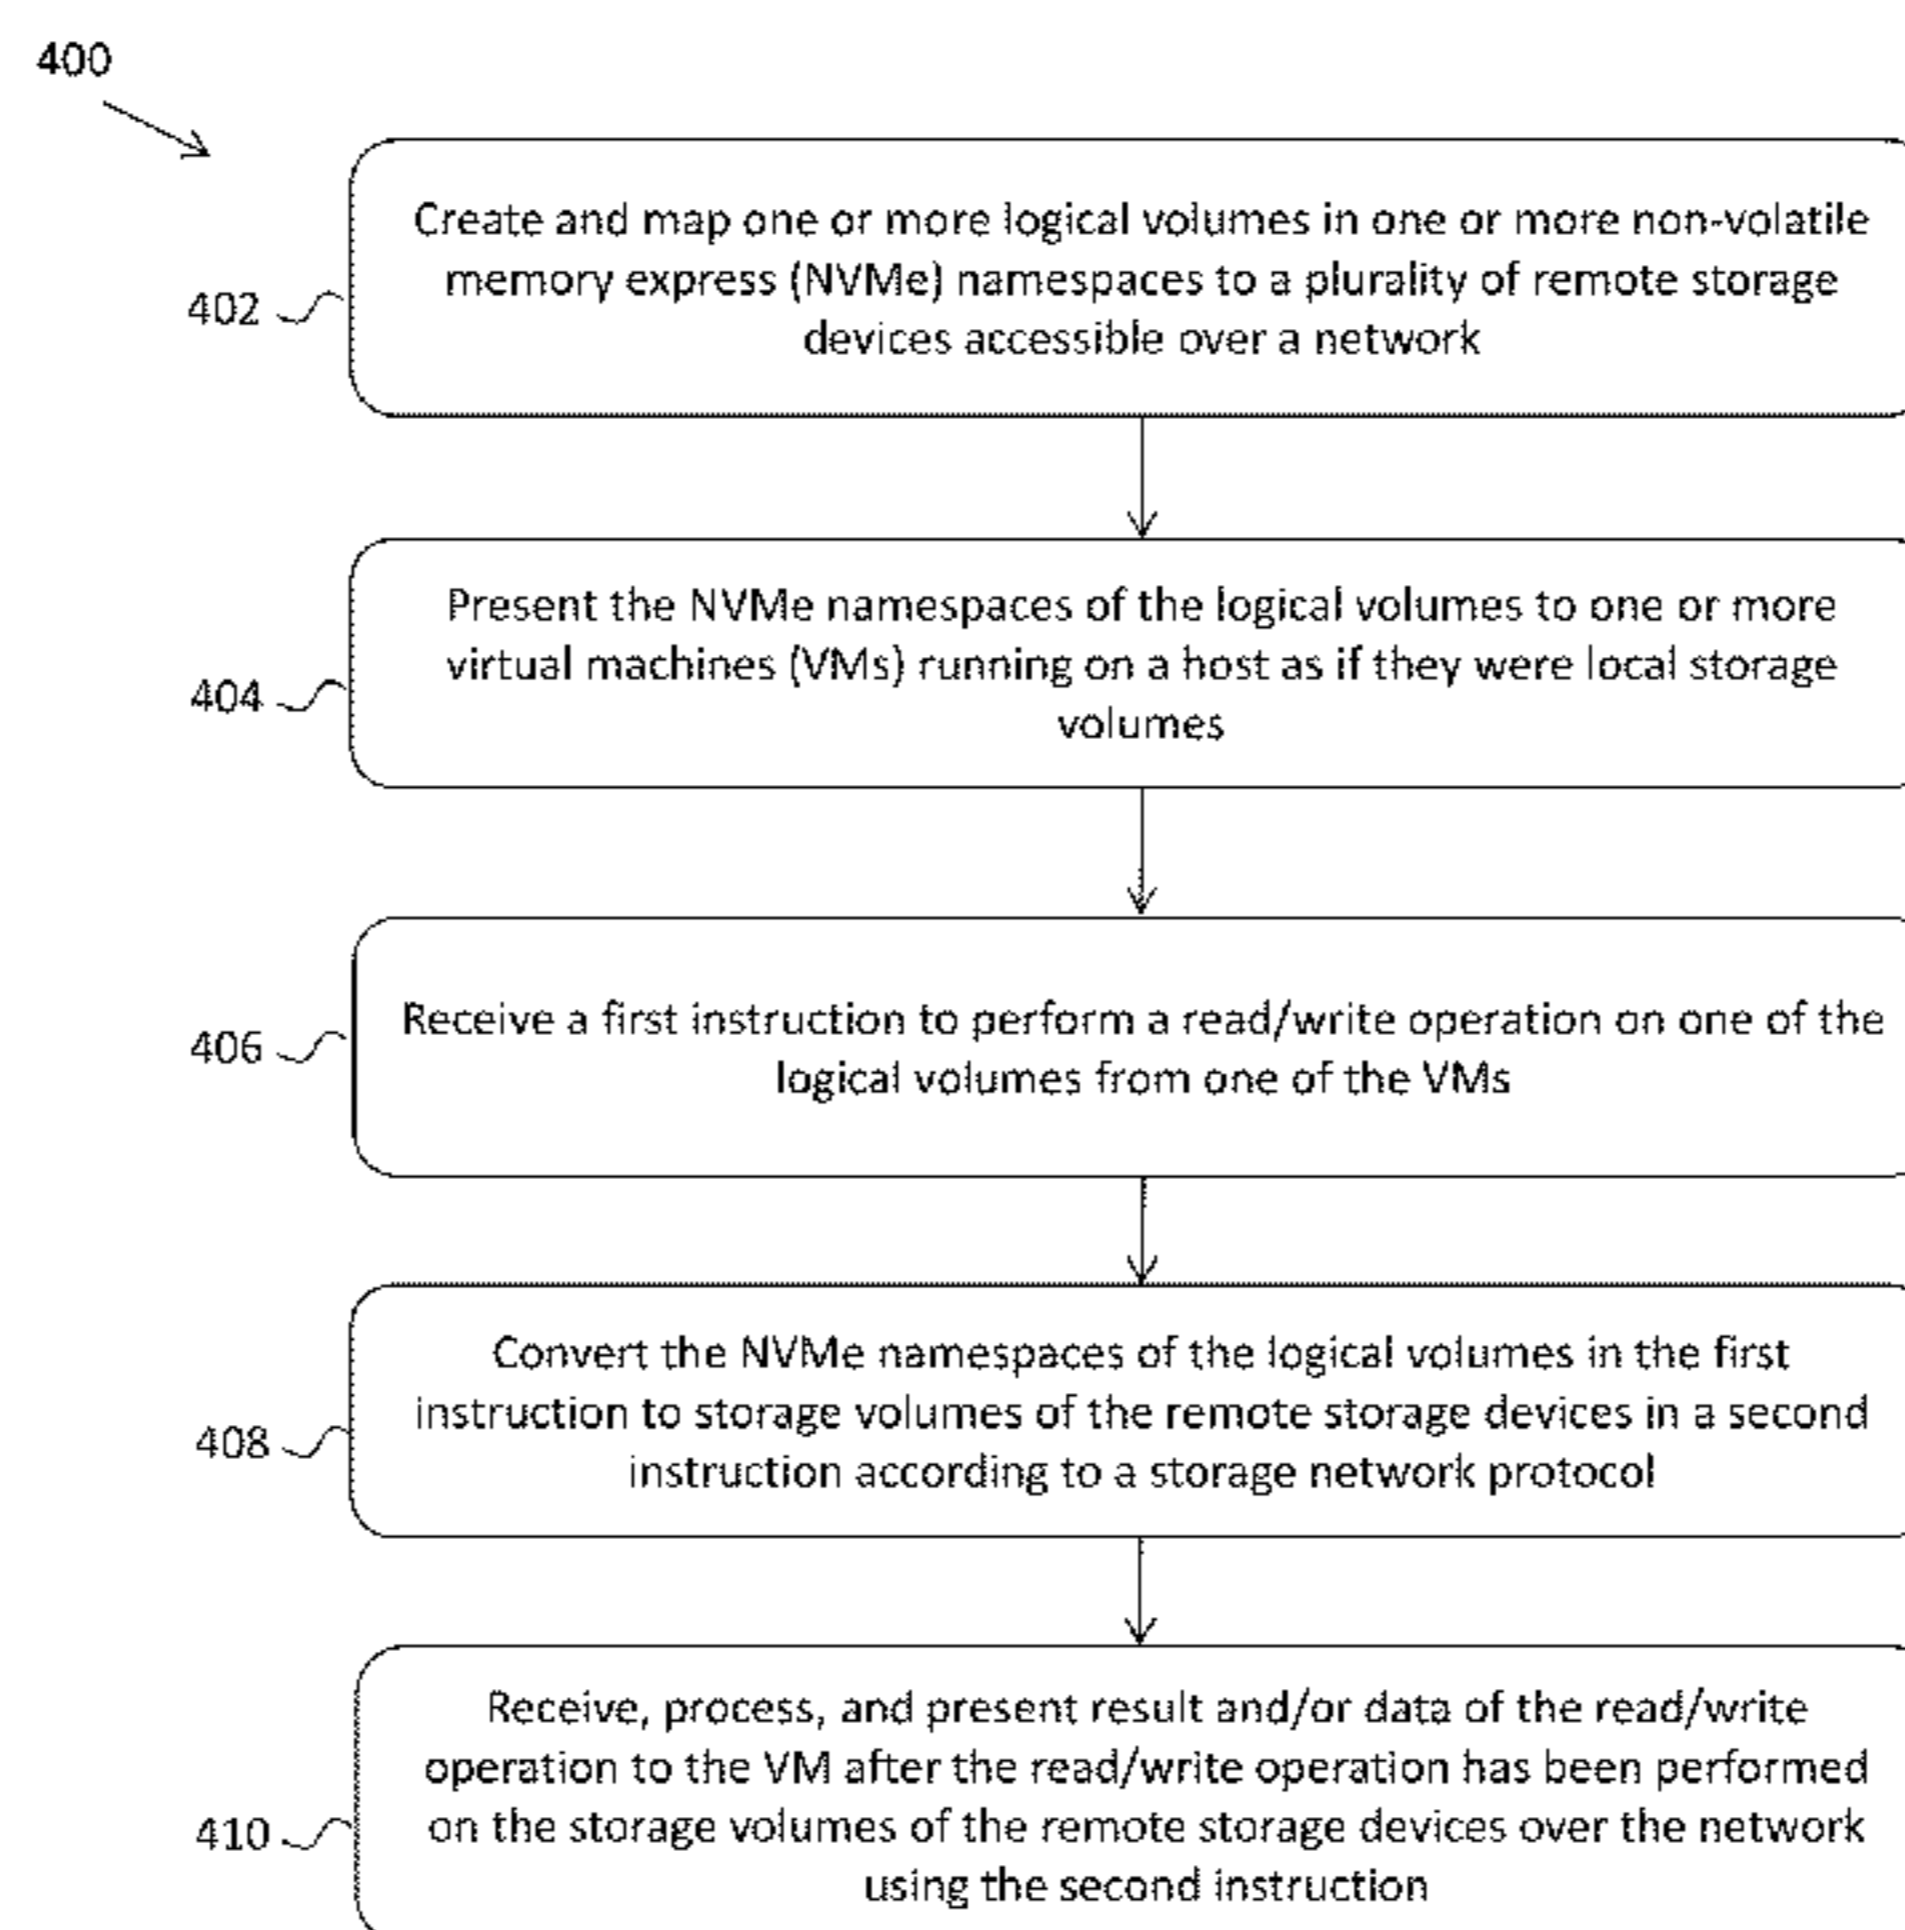 400
Create and map one or more logical volumes in one or more non-volatile
memory express (NVMe) namespaces to a plurality of remote storage
devices accessible over a network
402
Present the NVMe namespaces of the logical volumes to one or more
virtual machines (VMs) running on a host as if they were local storage
volumes
404
Receive a first instruction to perform a read/write operation on one of the
logical volumes from one of the VMs
406
Convert the NVMe namespaces of the logical volumes in the first
instruction to storage volumes of the remote storage devices in a second
instruction according to a storage network protocol
408
Receive, process, and present result and/or data of the read/write
operation to the VM after the read/write operation has been performed
on the storage volumes of the remote storage devices over the network
using the second instruction
410